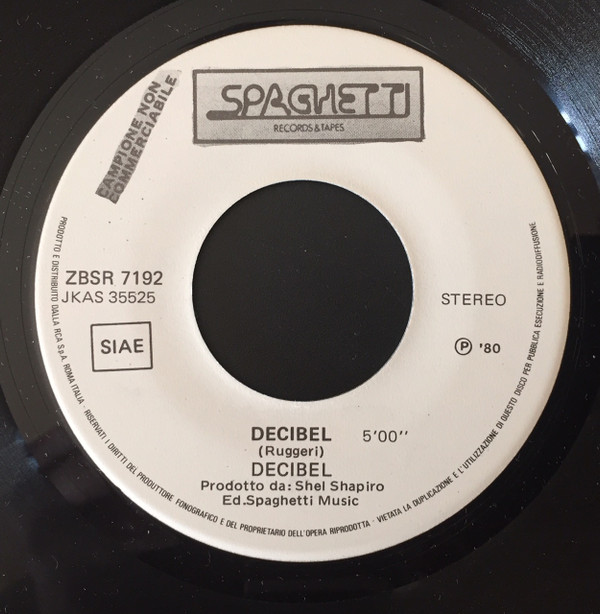 SPAGHETTI
RECORDS & TAPES
CAMPIONE NON
COMMERCIABILE
ZBSR 7192
JKAS 35525
SIAE
STEREO
Ⓟ '80
DECIBEL 5'00''
(Ruggeri)
DECIBEL
Prodotto da: Shel Shapiro
Ed.Spaghetti Music
PRODOTTO E DISTRIBUITO DALLA RCA S.p.A. ROMA ITALIA - RISERVATI I DIRITTI DEL PRODUTTORE FONOGRAFICO E DEL PROPRIETARIO DELL'OPERA RIPRODOTTA - VIETATA LA DUPLICAZIONE E L'UTILIZZAZIONE DI QUESTO DISCO PER PUBBLICA ESECUZIONE E RADIODIFFUSIONE